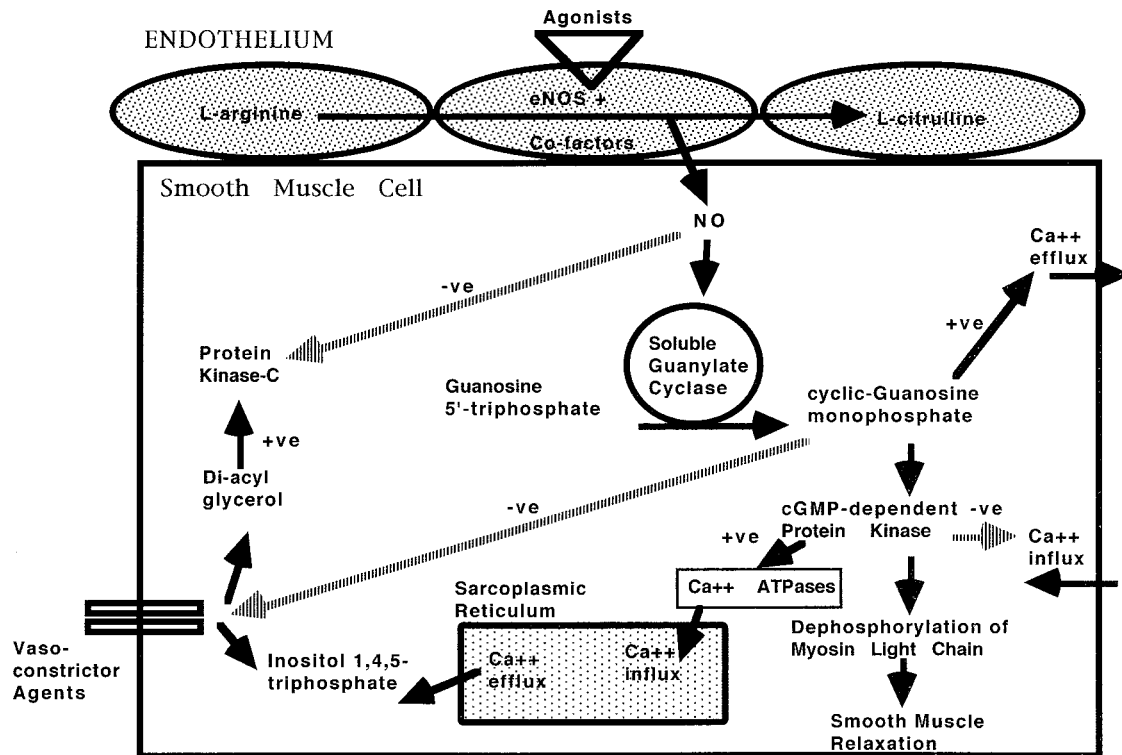 Agonists
ENDOTHELIUM
eNOS +
L-arginine
L-citrulline
Co-factors
Smooth Muscle Cell
NO
Ca++
efflux
-ve
+ve
Protein
Kinase-C
Soluble
Guanylate
Cyclase
Guanosine
5'-triphosphate
cyclic-Guanosine
monophosphate
+ve
Di-acyl
glycerol
-ve
cGMP-dependent
Protein Kinase
-ve
+ve
Ca++
influx
Ca++ ATPases
Sarcoplasmic
Reticulum
Dephosphorylation of
Myosin Light Chain
Vaso-
constrictor
Agents
Inositol 1,4,5-
triphosphate
Ca++
efflux
Ca++
influx
Smooth Muscle
Relaxation